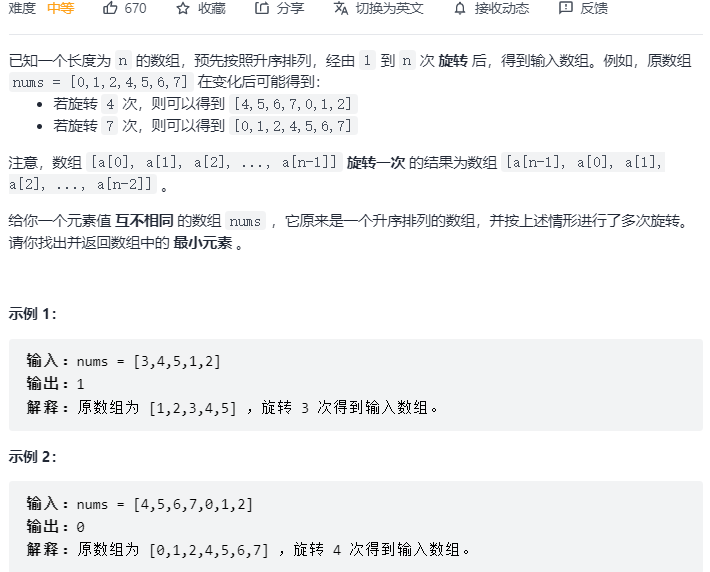 难度 中等 670 收藏 分享 切换为英文 接收动态 反馈
已知一个长度为 n 的数组，预先按照升序排列，经由 1 到 n 次 旋转 后，得到输入数组。例如，原数组
nums = [0,1,2,4,5,6,7] 在变化后可能得到：
• 若旋转 4 次，则可以得到 [4,5,6,7,0,1,2]
• 若旋转 7 次，则可以得到 [0,1,2,4,5,6,7]
注意，数组 [a[0], a[1], a[2], ..., a[n-1]] 旋转一次 的结果为数组 [a[n-1], a[0], a[1],
a[2], ..., a[n-2]] 。
给你一个元素值 互不相同 的数组 nums ，它原来是一个升序排列的数组，并按上述情形进行了多次旋转。
请你找出并返回数组中的 最小元素 。
示例 1：
输入：nums = [3,4,5,1,2]
输出：1
解释：原数组为 [1,2,3,4,5] ，旋转 3 次得到输入数组。
示例 2：
输入：nums = [4,5,6,7,0,1,2]
输出：0
解释：原数组为 [0,1,2,4,5,6,7] ，旋转 4 次得到输入数组。